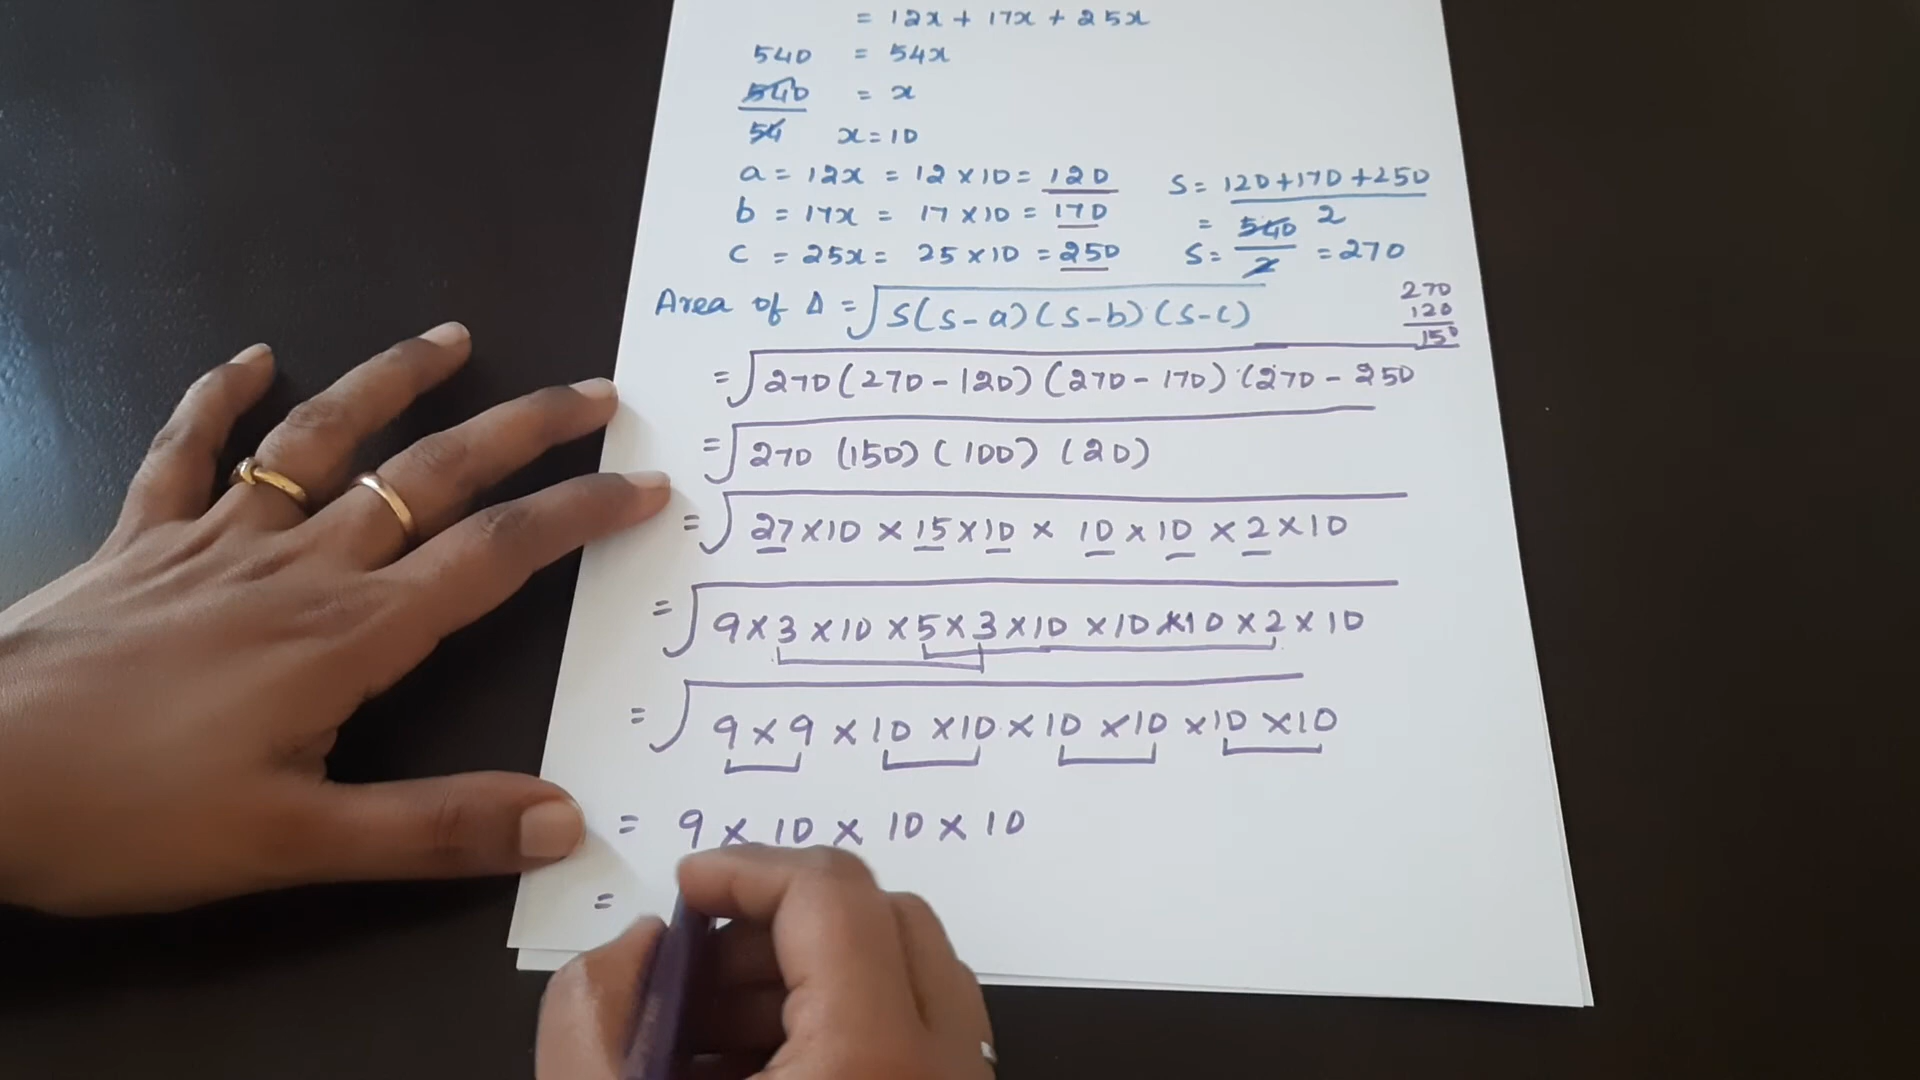 = 12x + 17x + 25x
540 = 54x
540/54 = x
x = 10
a = 12x = 12 × 10 = 120
b = 17x = 17 × 10 = 170
c = 25x = 25 × 10 = 250
S = 120+170+250 / 2
= 540
S = 540/2 = 270
Area of Δ = √S(S-a)(S-b)(S-c)
270
120
150
= √270(270-120)(270-170)(270-250
= √270 (150) (100) (20)
= √27×10 × 15×10 × 10×10 × 2×10
= √9×3×10×5×3×10×10×10×2×10
= √9×9×10×10×10×10×10×10
= 9 × 10 × 10 × 10
=